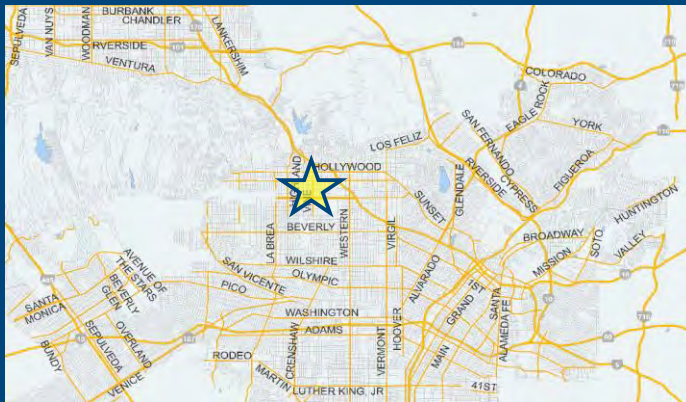 BURBANK
CHANDLER
SEPULVEDA
VAN NUYS
WOODMAN
LANKERSHIM
RVERSIDE
101
VENTURA
COLORADO
EAGLE ROCK
YORK
SAN FERNANDO
LOS FELIZ
RVERSIDE
CYPRESS
FIGUEROA
HOLLYWOOD
GLENDALE
SUNSET
HUNTINGTON
LA BREA
BEVERLY
WESTERN
VIRGIL
BROADWAY
MISSION
SOTO
VALLEY
WILSHIRE
AVENUE OF
THE STARS
SAN VICENTE
OLYMPIC
ALVARADO
1ST
BEVERLY
GLEN
PICO
SANTA
MONICA
GRAND
SANTA
FE
ALAMEDA
WASHINGTON
ADAMS
HOOVER
SEPULVEDA
OVERLAND
BUNDY
MAIN
RODEO
CRENSHAW
VERMONT
VENICE
MARTIN
LUTHER KING, JR
41ST